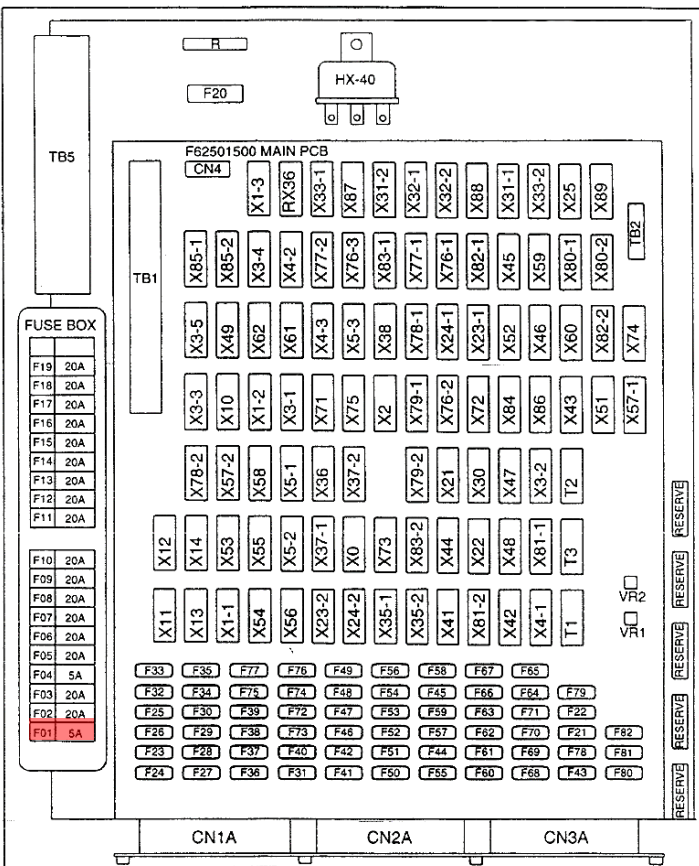 R
HX-40
F20
TB5
F62501500 MAIN PCB
CN4
X1-3 RX36 X33-1 X87 X31-2 X32-1 X32-2 X88 X31-1 X33-2 X25 X89
TB2
TB1
X85-1 X85-2 X3-4 X4-2 X77-2 X76-3 X83-1 X77-1 X76-1 X82-1 X45 X59 X80-1 X80-2
X3-5 X49 X62 X61 X4-3 X5-3 X38 X78-1 X24-1 X23-1 X52 X46 X60 X82-2 X74
X3-3 X10 X1-2 X3-1 X71 X75 X2 X79-1 X76-2 X72 X84 X86 X43 X51 X57-1
X78-2 X57-2 X58 X5-1 X36 X37-2 X79-2 X21 X30 X47 X3-2 T2
X12 X14 X53 X55 X5-2 X37-1 X0 X73 X83-2 X44 X22 X48 X81-1 T3
X11 X13 X1-1 X54 X56 X23-2 X24-2 X35-1 X35-2 X41 X81-2 X42 X4-1 T1
VR2
VR1
FUSE BOX
F19 20A
F18 20A
F17 20A
F16 20A
F15 20A
F14 20A
F13 20A
F12 20A
F11 20A
F10 20A
F09 20A
F08 20A
F07 20A
F06 20A
F05 20A
F04 5A
F03 20A
F02 20A
F01 5A
F33 F35 F77 F76 F49 F56 F58 F67 F65
F32 F34 F75 F74 F48 F54 F45 F66 F64 F79
F25 F30 F39 F72 F47 F53 F59 F63 F71 F22
F26 F29 F38 F73 F46 F52 F57 F62 F70 F21 F82
F23 F28 F37 F40 F42 F51 F44 F61 F69 F78 F81
F24 F27 F36 F31 F41 F50 F55 F60 F68 F43 F80
RESERVE
RESERVE
RESERVE
RESERVE
RESERVE
CN1A CN2A CN3A